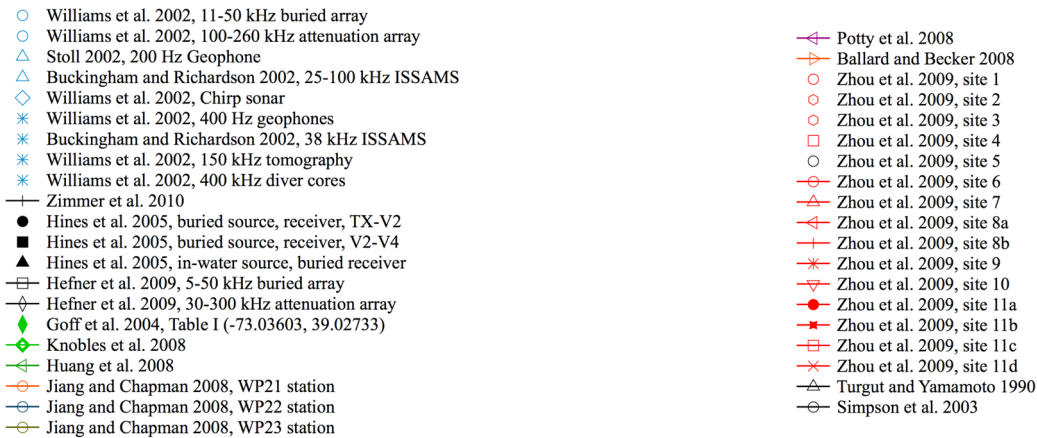 Williams et al. 2002, 11-50 kHz buried array
Williams et al. 2002, 100-260 kHz attenuation array
Stoll 2002, 200 Hz Geophone
Buckingham and Richardson 2002, 25-100 kHz ISSAMS
Williams et al. 2002, Chirp sonar
Williams et al. 2002, 400 Hz geophones
Buckingham and Richardson 2002, 38 kHz ISSAMS
Williams et al. 2002, 150 kHz tomography
Williams et al. 2002, 400 kHz diver cores
Zimmer et al. 2010
Hines et al. 2005, buried source, receiver, TX-V2
Hines et al. 2005, buried source, receiver, V2-V4
Hines et al. 2005, in-water source, buried receiver
Hefner et al. 2009, 5-50 kHz buried array
Hefner et al. 2009, 30-300 kHz attenuation array
Goff et al. 2004, Table I (-73.03603, 39.02733)
Knobles et al. 2008
Huang et al. 2008
Jiang and Chapman 2008, WP21 station
Jiang and Chapman 2008, WP22 station
Jiang and Chapman 2008, WP23 station
Potty et al. 2008
Ballard and Becker 2008
Zhou et al. 2009, site 1
Zhou et al. 2009, site 2
Zhou et al. 2009, site 3
Zhou et al. 2009, site 4
Zhou et al. 2009, site 5
Zhou et al. 2009, site 6
Zhou et al. 2009, site 7
Zhou et al. 2009, site 8a
Zhou et al. 2009, site 8b
Zhou et al. 2009, site 9
Zhou et al. 2009, site 10
Zhou et al. 2009, site 11a
Zhou et al. 2009, site 11b
Zhou et al. 2009, site 11c
Zhou et al. 2009, site 11d
Turgut and Yamamoto 1990
Simpson et al. 2003